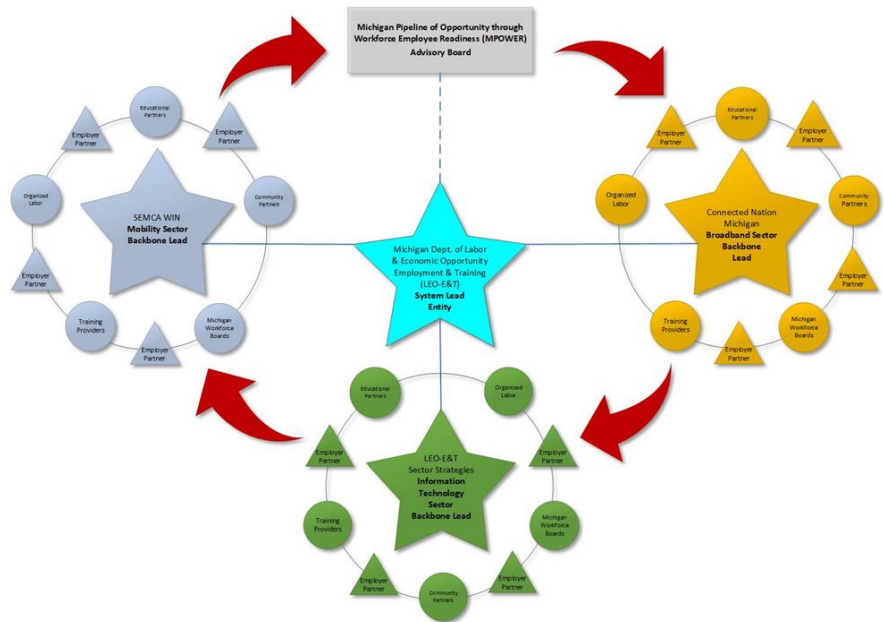 Michigan Pipeline of Opportunity through
Workforce Employee Readiness (MPOWER)
Advisory Board
Educational
Partners
Employer
Partner
Employer
Partner
Organized
Labor
Community
Partners
SEMCA WIN
Mobility Sector
Backbone Lead
Employer
Partner
Training
Providers
Michigan
Workforce
Boards
Employer
Partner
Educational
Partners
Employer
Partner
Employer
Partner
Organized
Labor
Community
Partners
Connected Nation
Michigan
Broadband Sector
Backbone
Lead
Employer
Partner
Employer
Partner
Training
Providers
Michigan
Workforce
Boards
Employer
Partner
Michigan Dept. of Labor
& Economic Opportunity
Employment & Training
(LEO-E&T)
System Lead
Entity
Educational
Partners
Organized
Labor
Employer
Partner
Employer
Partner
LEO-E&T
Sector Strategies
Information
Technology
Sector
Backbone Lead
Training
Providers
Michigan
Workforce
Boards
Employer
Partner
Employer
Partner
Community
Partners